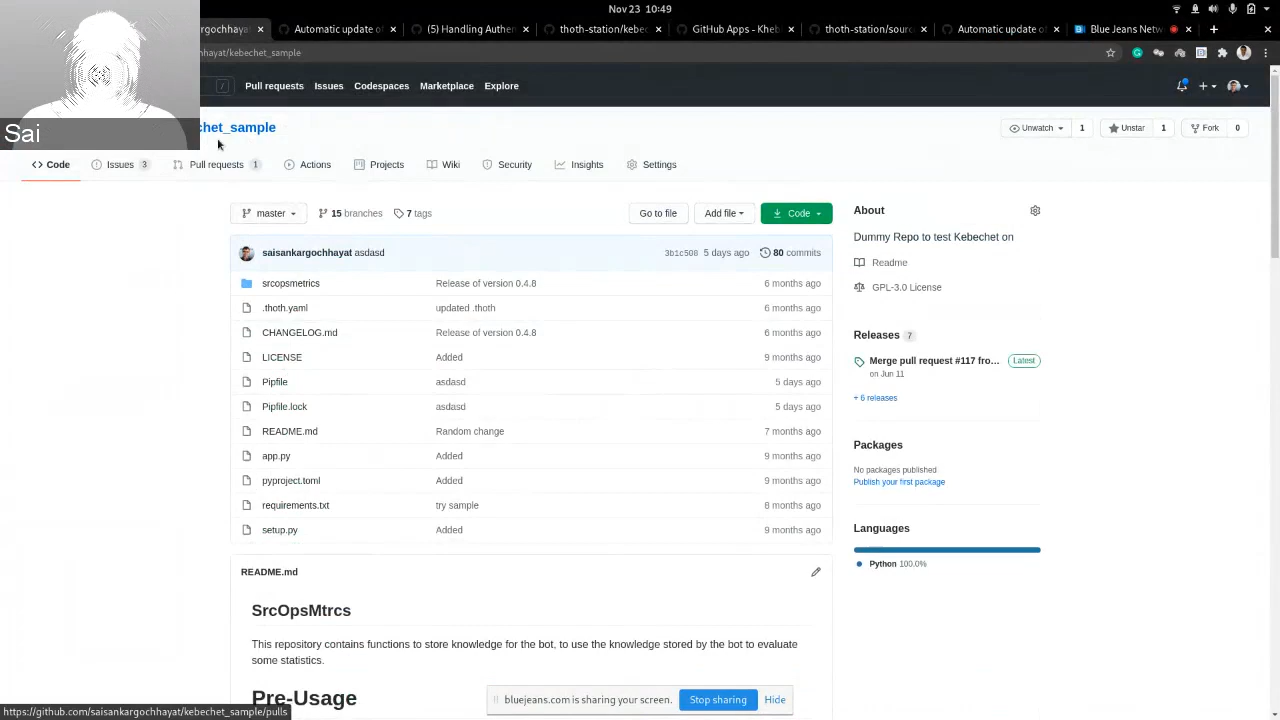 Nov 23 10:49
rgochhayat
Automatic update of
(5) Handling Authen
thoth-station/kebec
GitHub Apps - Kheb
thoth-station/sourc
Automatic update of
Blue Jeans Netw
hayat/kebechet_sample
/
Pull requests
Issues
Codespaces
Marketplace
Explore
Sai
chet_sample
Unwatch
1
Unstar
1
Fork
0
Code
Issues 3
Pull requests 1
Actions
Projects
Wiki
Security
Insights
Settings
master
15 branches
7 tags
Go to file
Add file
Code
saisankargochhayat asdasd
3b1c508 5 days ago
80 commits
srcopsmetrics Release of version 0.4.8 6 months ago
.thoth.yaml updated .thoth 6 months ago
CHANGELOG.md Release of version 0.4.8 6 months ago
LICENSE Added 9 months ago
Pipfile asdasd 5 days ago
Pipfile.lock asdasd 5 days ago
README.md Random change 7 months ago
app.py Added 9 months ago
pyproject.toml Added 9 months ago
requirements.txt try sample 8 months ago
setup.py Added 9 months ago
About
Dummy Repo to test Kebechet on
Readme
GPL-3.0 License
Releases 7
Merge pull request #117 fro... Latest
on Jun 11
+ 6 releases
Packages
No packages published
Publish your first package
Languages
Python 100.0%
README.md
SrcOpsMtrcs
This repository contains functions to store knowledge for the bot, to use the knowledge stored by the bot to evaluate
some statistics.
Pre-Usage
bluejeans.com is sharing your screen.
Stop sharing
Hide
https://github.com/saisankargochhayat/kebechet_sample/pulls